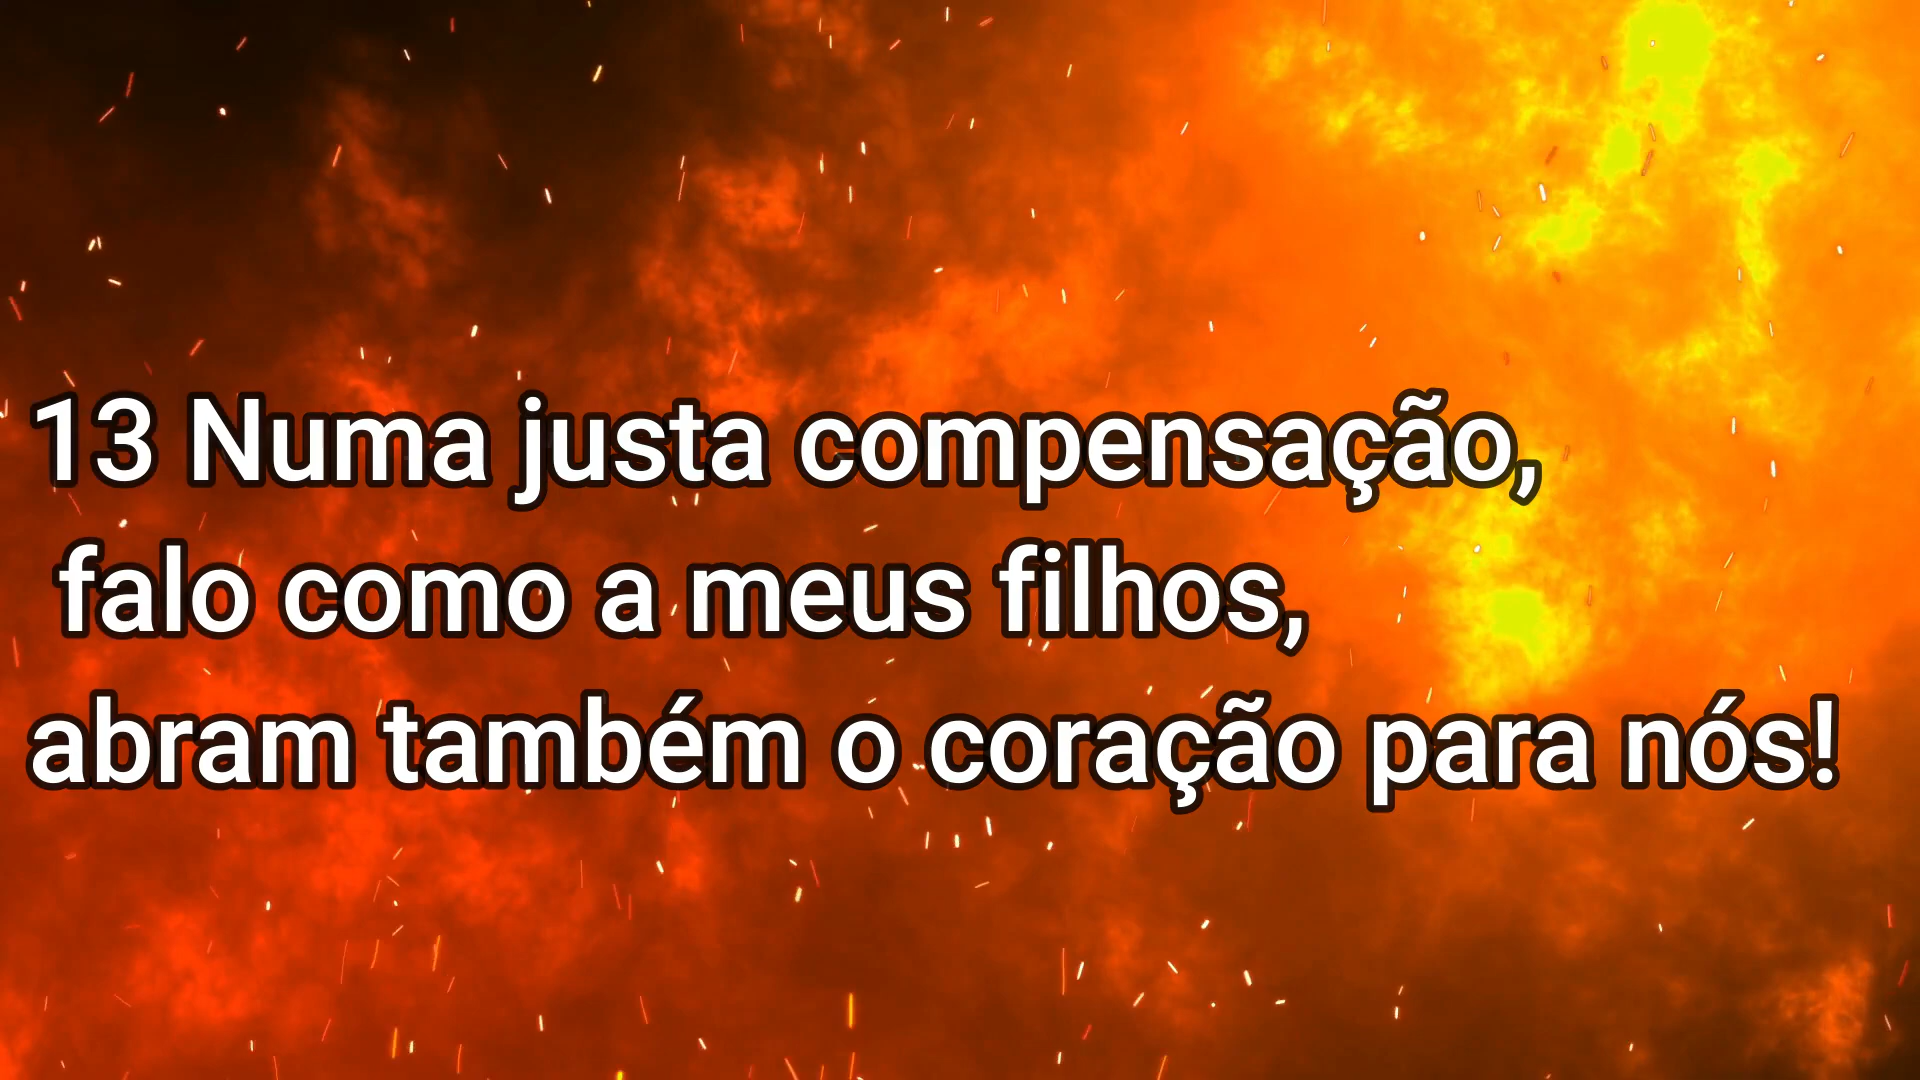 13 Numa justa compensação,
falo como a meus filhos,
abram também o coração para nós!